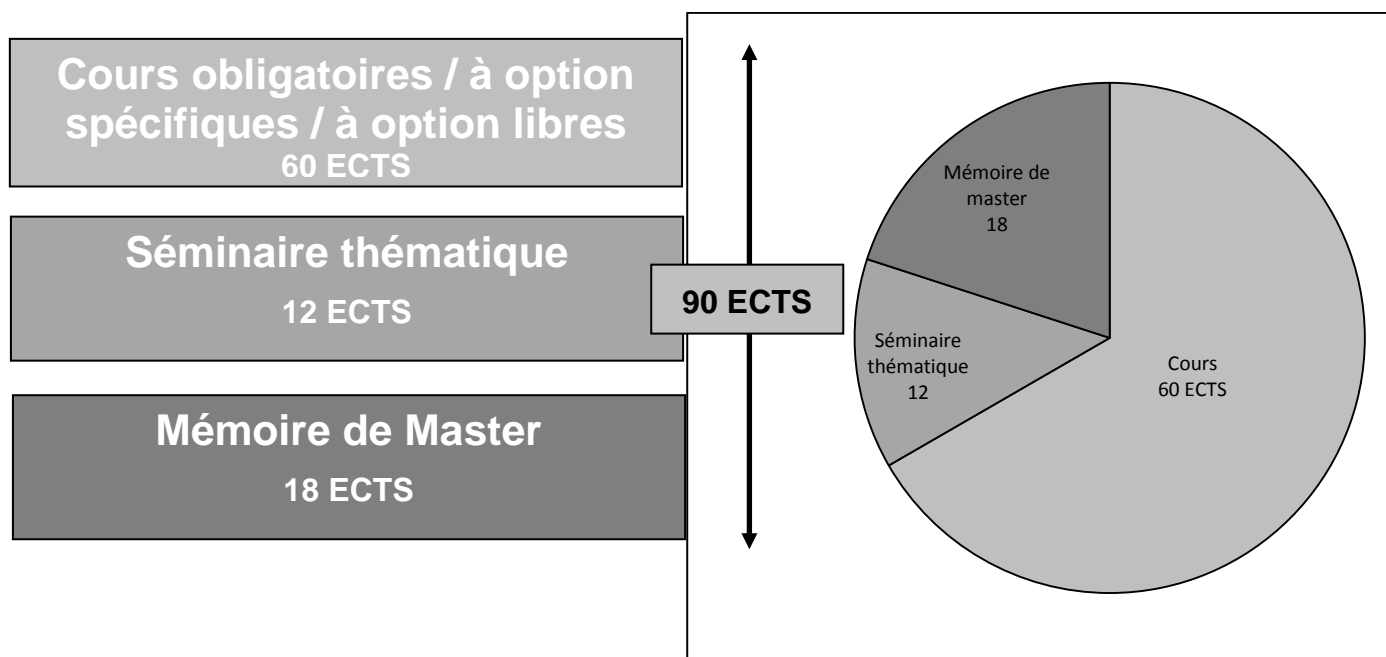 Cours obligatoires / à option
spécifiques / à option libres
60 ECTS
Séminaire thématique
12 ECTS
Mémoire de Master
18 ECTS
90 ECTS
Mémoire de
master
18
Séminaire
thématique
12
Cours
60 ECTS